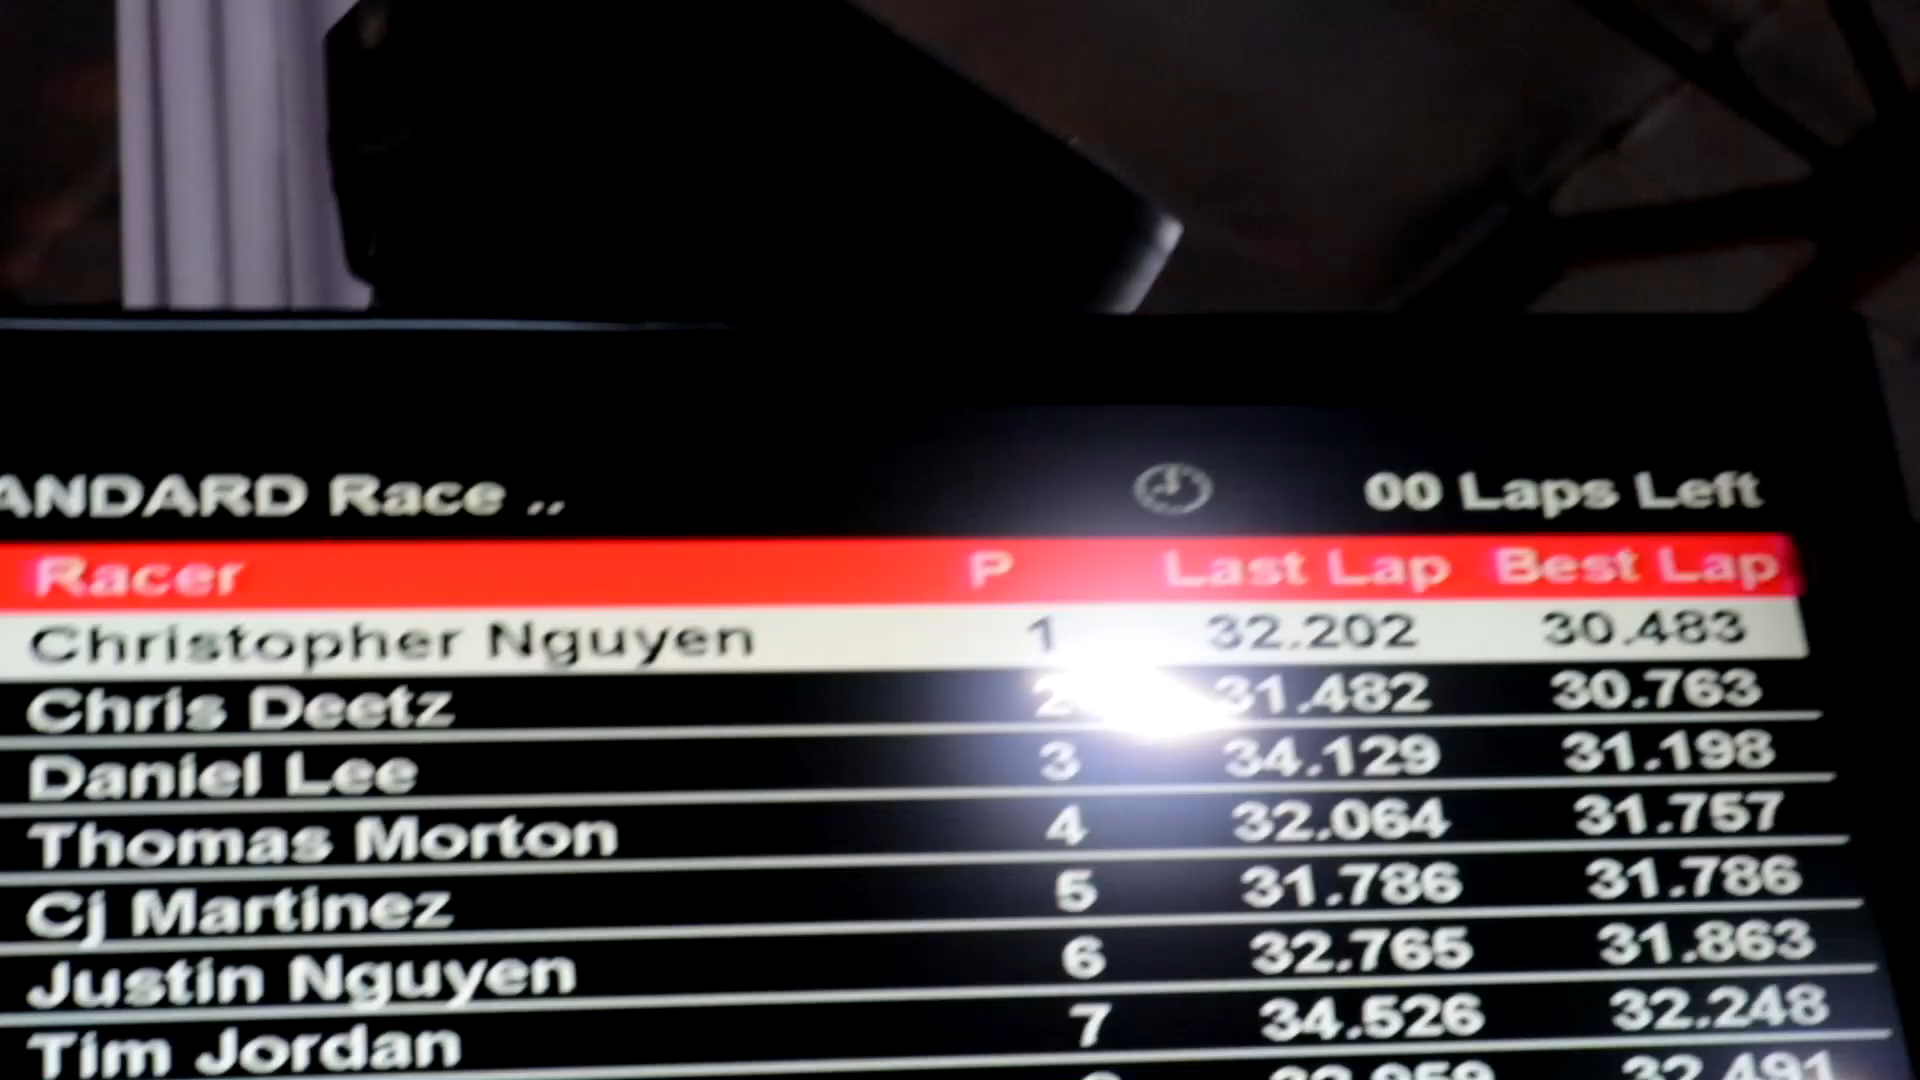 ANDARD Race .. 00 Laps Left
Racer P Last Lap Best Lap
Christopher Nguyen 1 32.202 30.483
Chris Deetz 2 31.482 30.763
Daniel Lee 3 34.129 31.198
Thomas Morton 4 32.064 31.757
Cj Martinez 5 31.786 31.786
Justin Nguyen 6 32.765 31.863
Tim Jordan 7 34.526 32.248
32.491